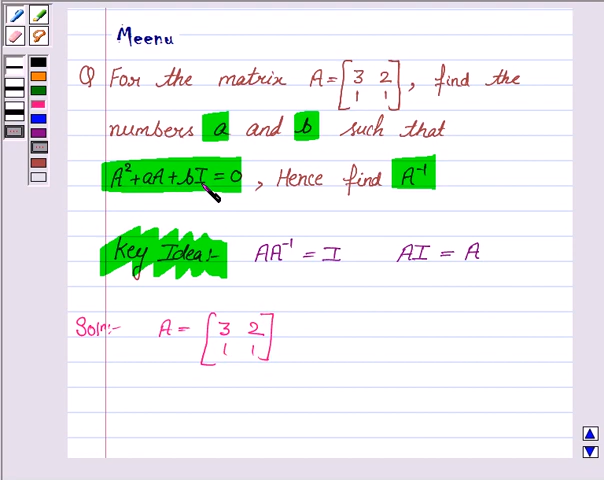 Meenu
Q For the matrix A = [3 2; 1 1], find the
numbers a and b such that
A² + aA + bI = 0, Hence find A⁻¹
Key Idea:- AA⁻¹ = I AI = A
Soln:- A = [3 2; 1 1]